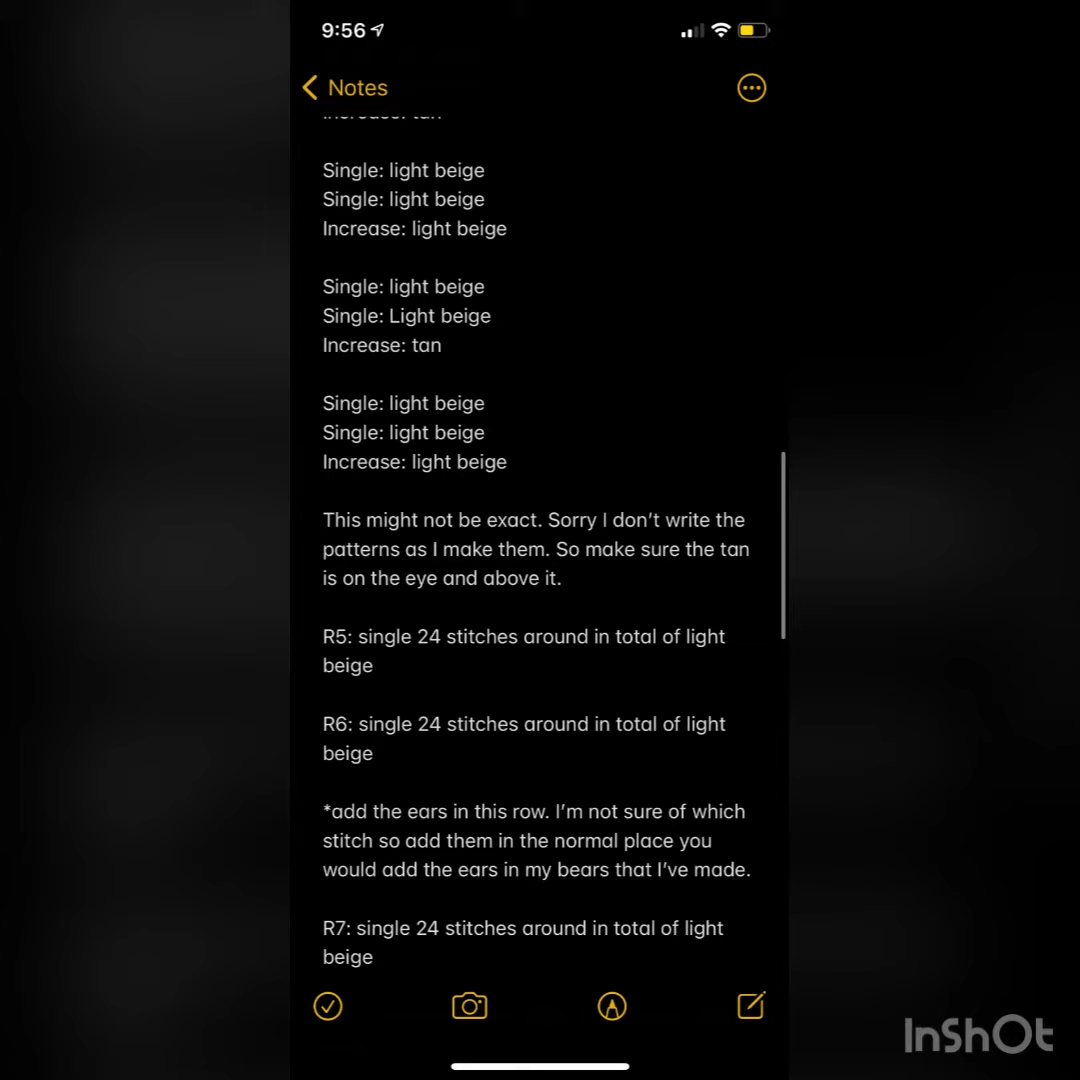 9:56
Notes
Single: light beige
Single: light beige
Increase: light beige
Single: light beige
Single: Light beige
Increase: tan
Single: light beige
Single: light beige
Increase: light beige
This might not be exact. Sorry I don't write the
patterns as I make them. So make sure the tan
is on the eye and above it.
R5: single 24 stitches around in total of light
beige
R6: single 24 stitches around in total of light
beige
*add the ears in this row. I'm not sure of which
stitch so add them in the normal place you
would add the ears in my bears that I've made.
R7: single 24 stitches around in total of light
beige
InShOt